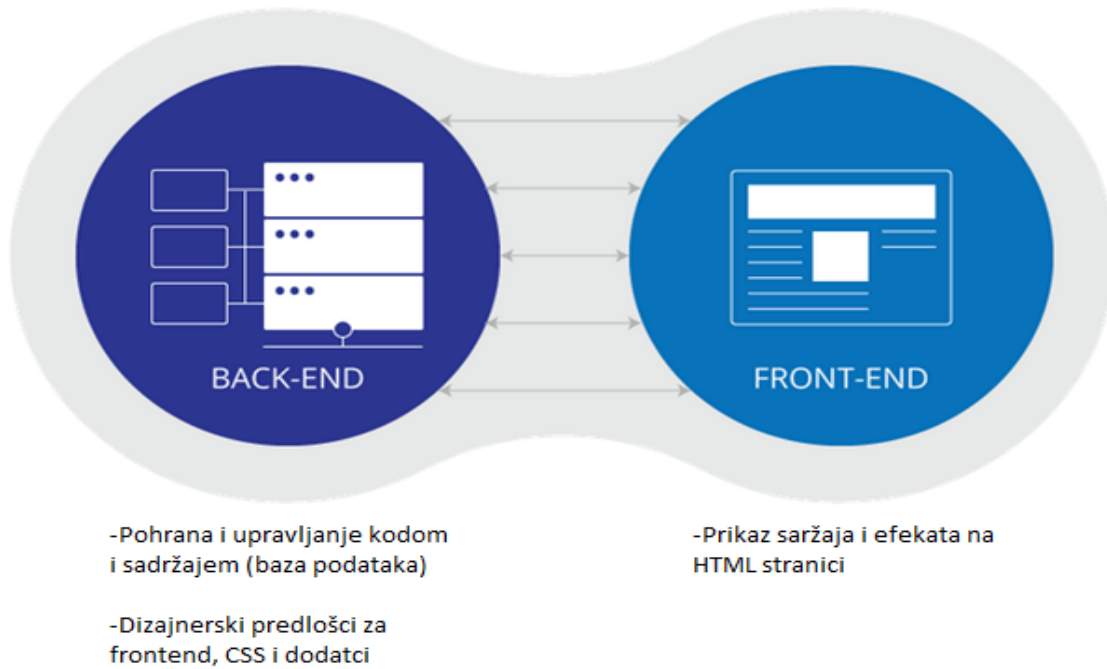 BACK-END
FRONT-END
-Pohrana i upravljanje kodom
i sadržajem (baza podataka)
-Dizajnerski predlošci za
frontend, CSS i dodatci
-Prikaz saržaja i efekata na
HTML stranici